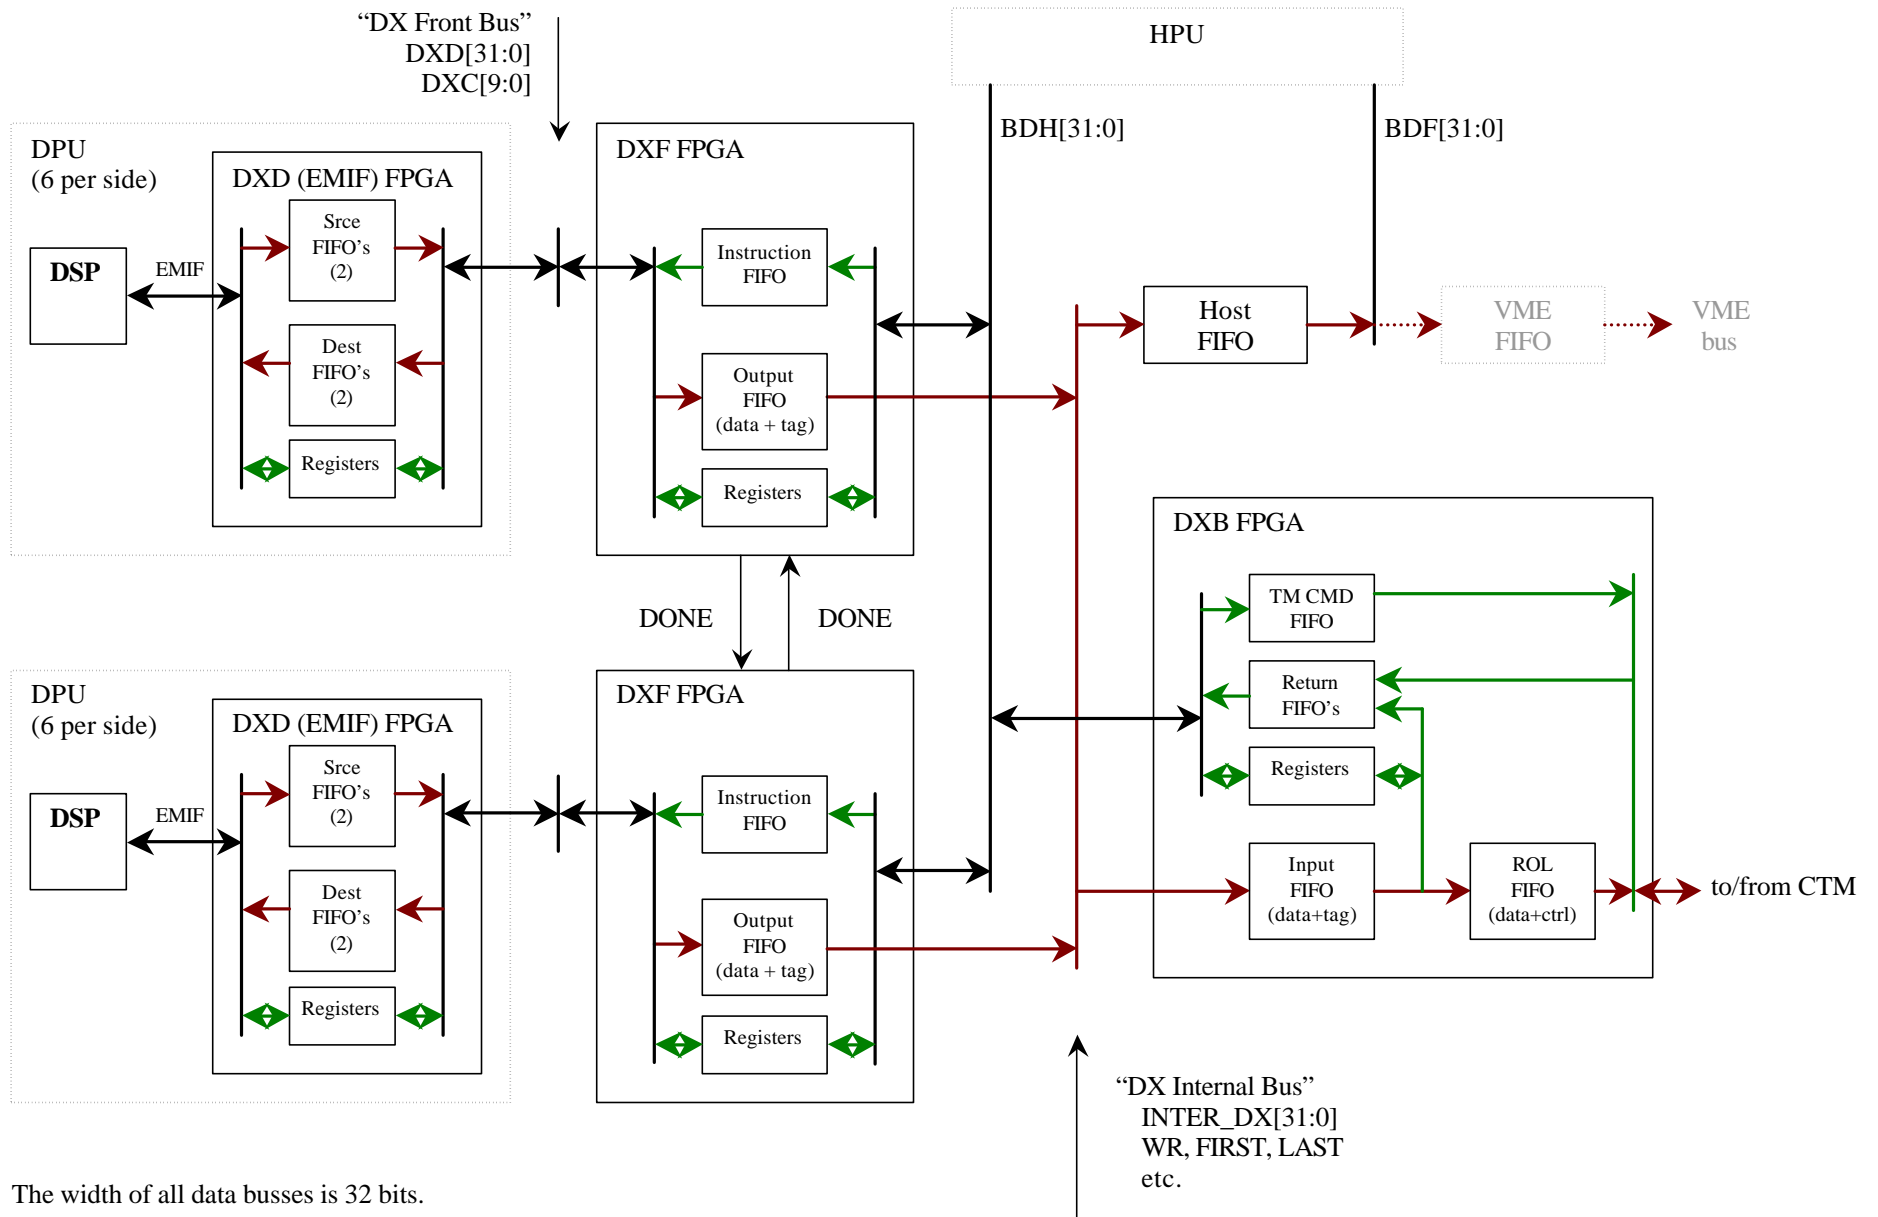 “DX Front Bus”
DXD[31:0]
DXC[9:0]
HPU
BDH[31:0]
BDF[31:0]
DPU
(6 per side)
DXD (EMIF) FPGA
Srce
FIFO's
(2)
DSP
EMIF
Dest
FIFO's
(2)
Registers
DXF FPGA
Instruction
FIFO
Output
FIFO
(data + tag)
Registers
Host
FIFO
VME
FIFO
VME
bus
DONE
DONE
DXB FPGA
TM CMD
FIFO
Return
FIFO's
Registers
Input
FIFO
(data+tag)
ROL
FIFO
(data+ctrl)
to/from CTM
DPU
(6 per side)
DXD (EMIF) FPGA
Srce
FIFO's
(2)
DSP
EMIF
Dest
FIFO's
(2)
Registers
DXF FPGA
Instruction
FIFO
Output
FIFO
(data + tag)
Registers
“DX Internal Bus”
INTER_DX[31:0]
WR, FIRST, LAST
etc.
The width of all data busses is 32 bits.